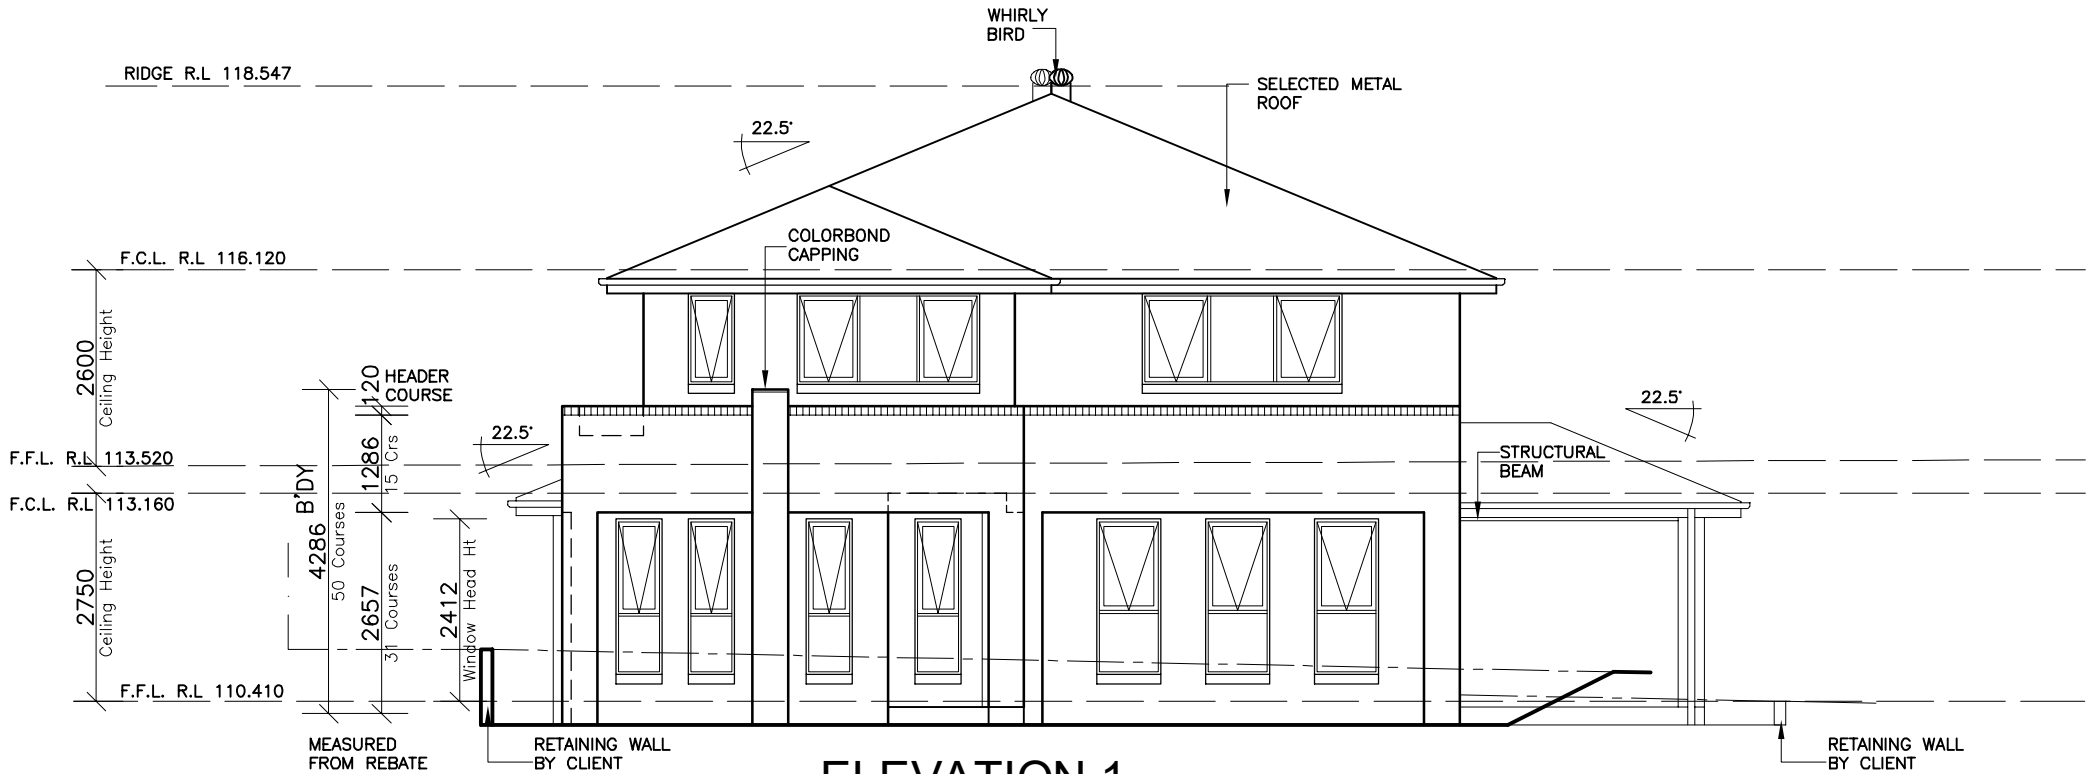 WHIRLY
BIRD
RIDGE R.L 118.547
SELECTED METAL
ROOF
22.5°
COLORBOND
CAPPING
F.C.L. R.L 116.120
2600
Ceiling Height
120
HEADER
COURSE
22.5°
22.5°
1286
15 Crs
STRUCTURAL
BEAM
F.F.L. R.L 113.520
B'DY
F.C.L. R.L 113.160
4286
50 Courses
2750
Ceiling Height
2657
31 Courses
2412
Window Head Ht
F.F.L. R.L 110.410
MEASURED
FROM REBATE
RETAINING WALL
BY CLIENT
RETAINING WALL
BY CLIENT
ELEVATION 1